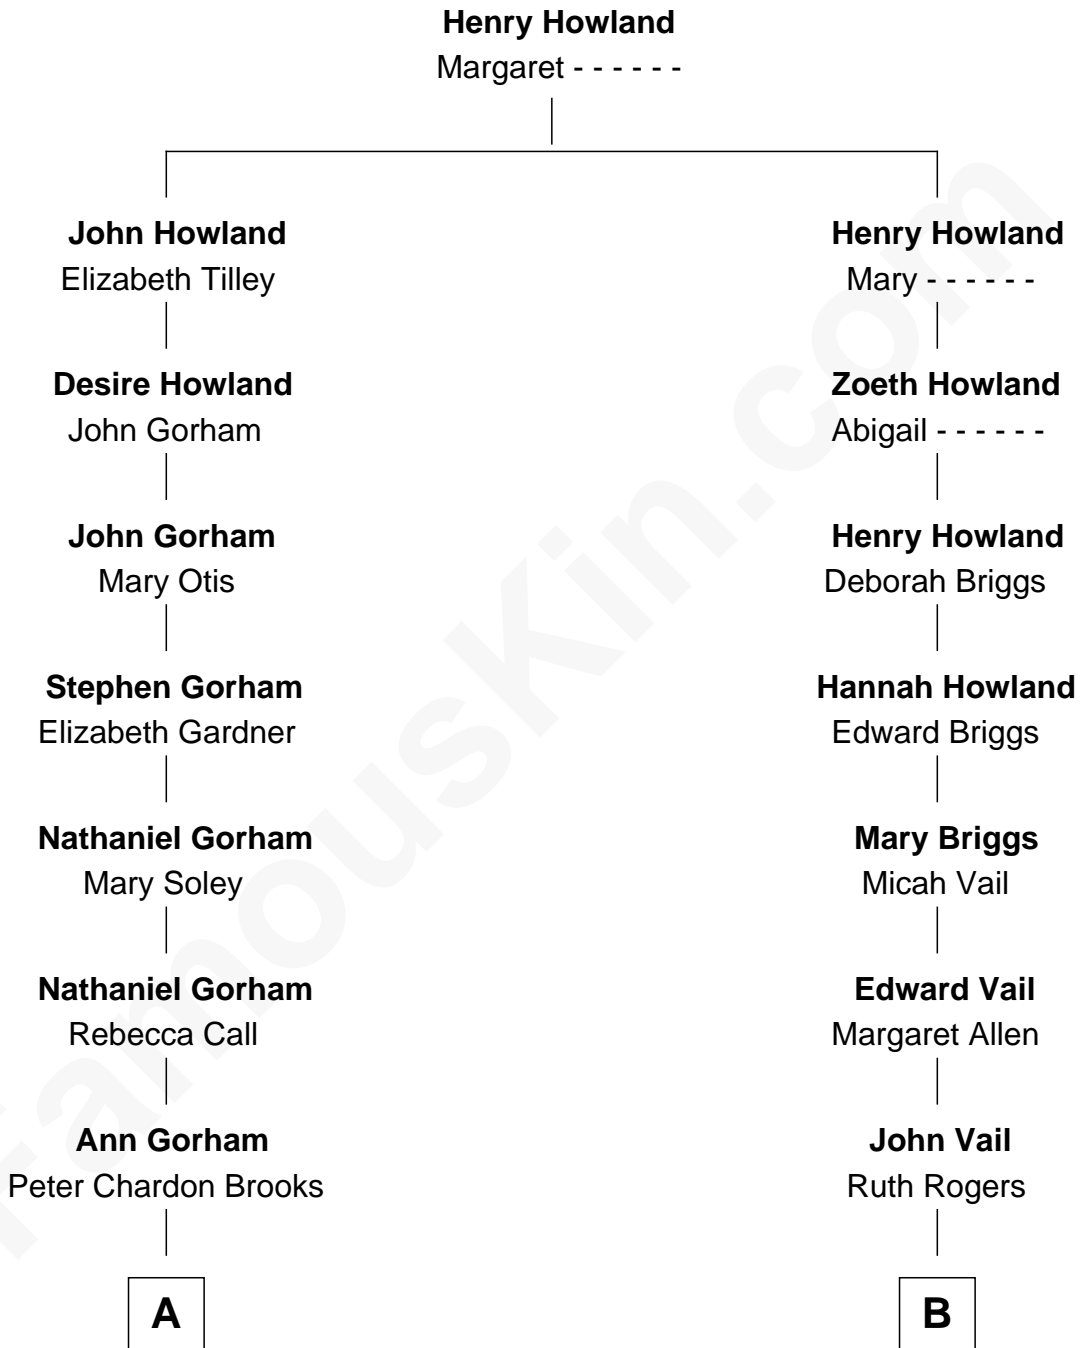 Henry Howland
Margaret - - - - - -
John Howland
Elizabeth Tilley
Henry Howland
Mary - - - - - -
Desire Howland
John Gorham
Zoeth Howland
Abigail - - - - - -
John Gorham
Mary Otis
Henry Howland
Deborah Briggs
Stephen Gorham
Elizabeth Gardner
Hannah Howland
Edward Briggs
Nathaniel Gorham
Mary Soley
Mary Briggs
Micah Vail
Nathaniel Gorham
Rebecca Call
Edward Vail
Margaret Allen
Ann Gorham
Peter Chardon Brooks
John Vail
Ruth Rogers
A
B
FamousKin.com